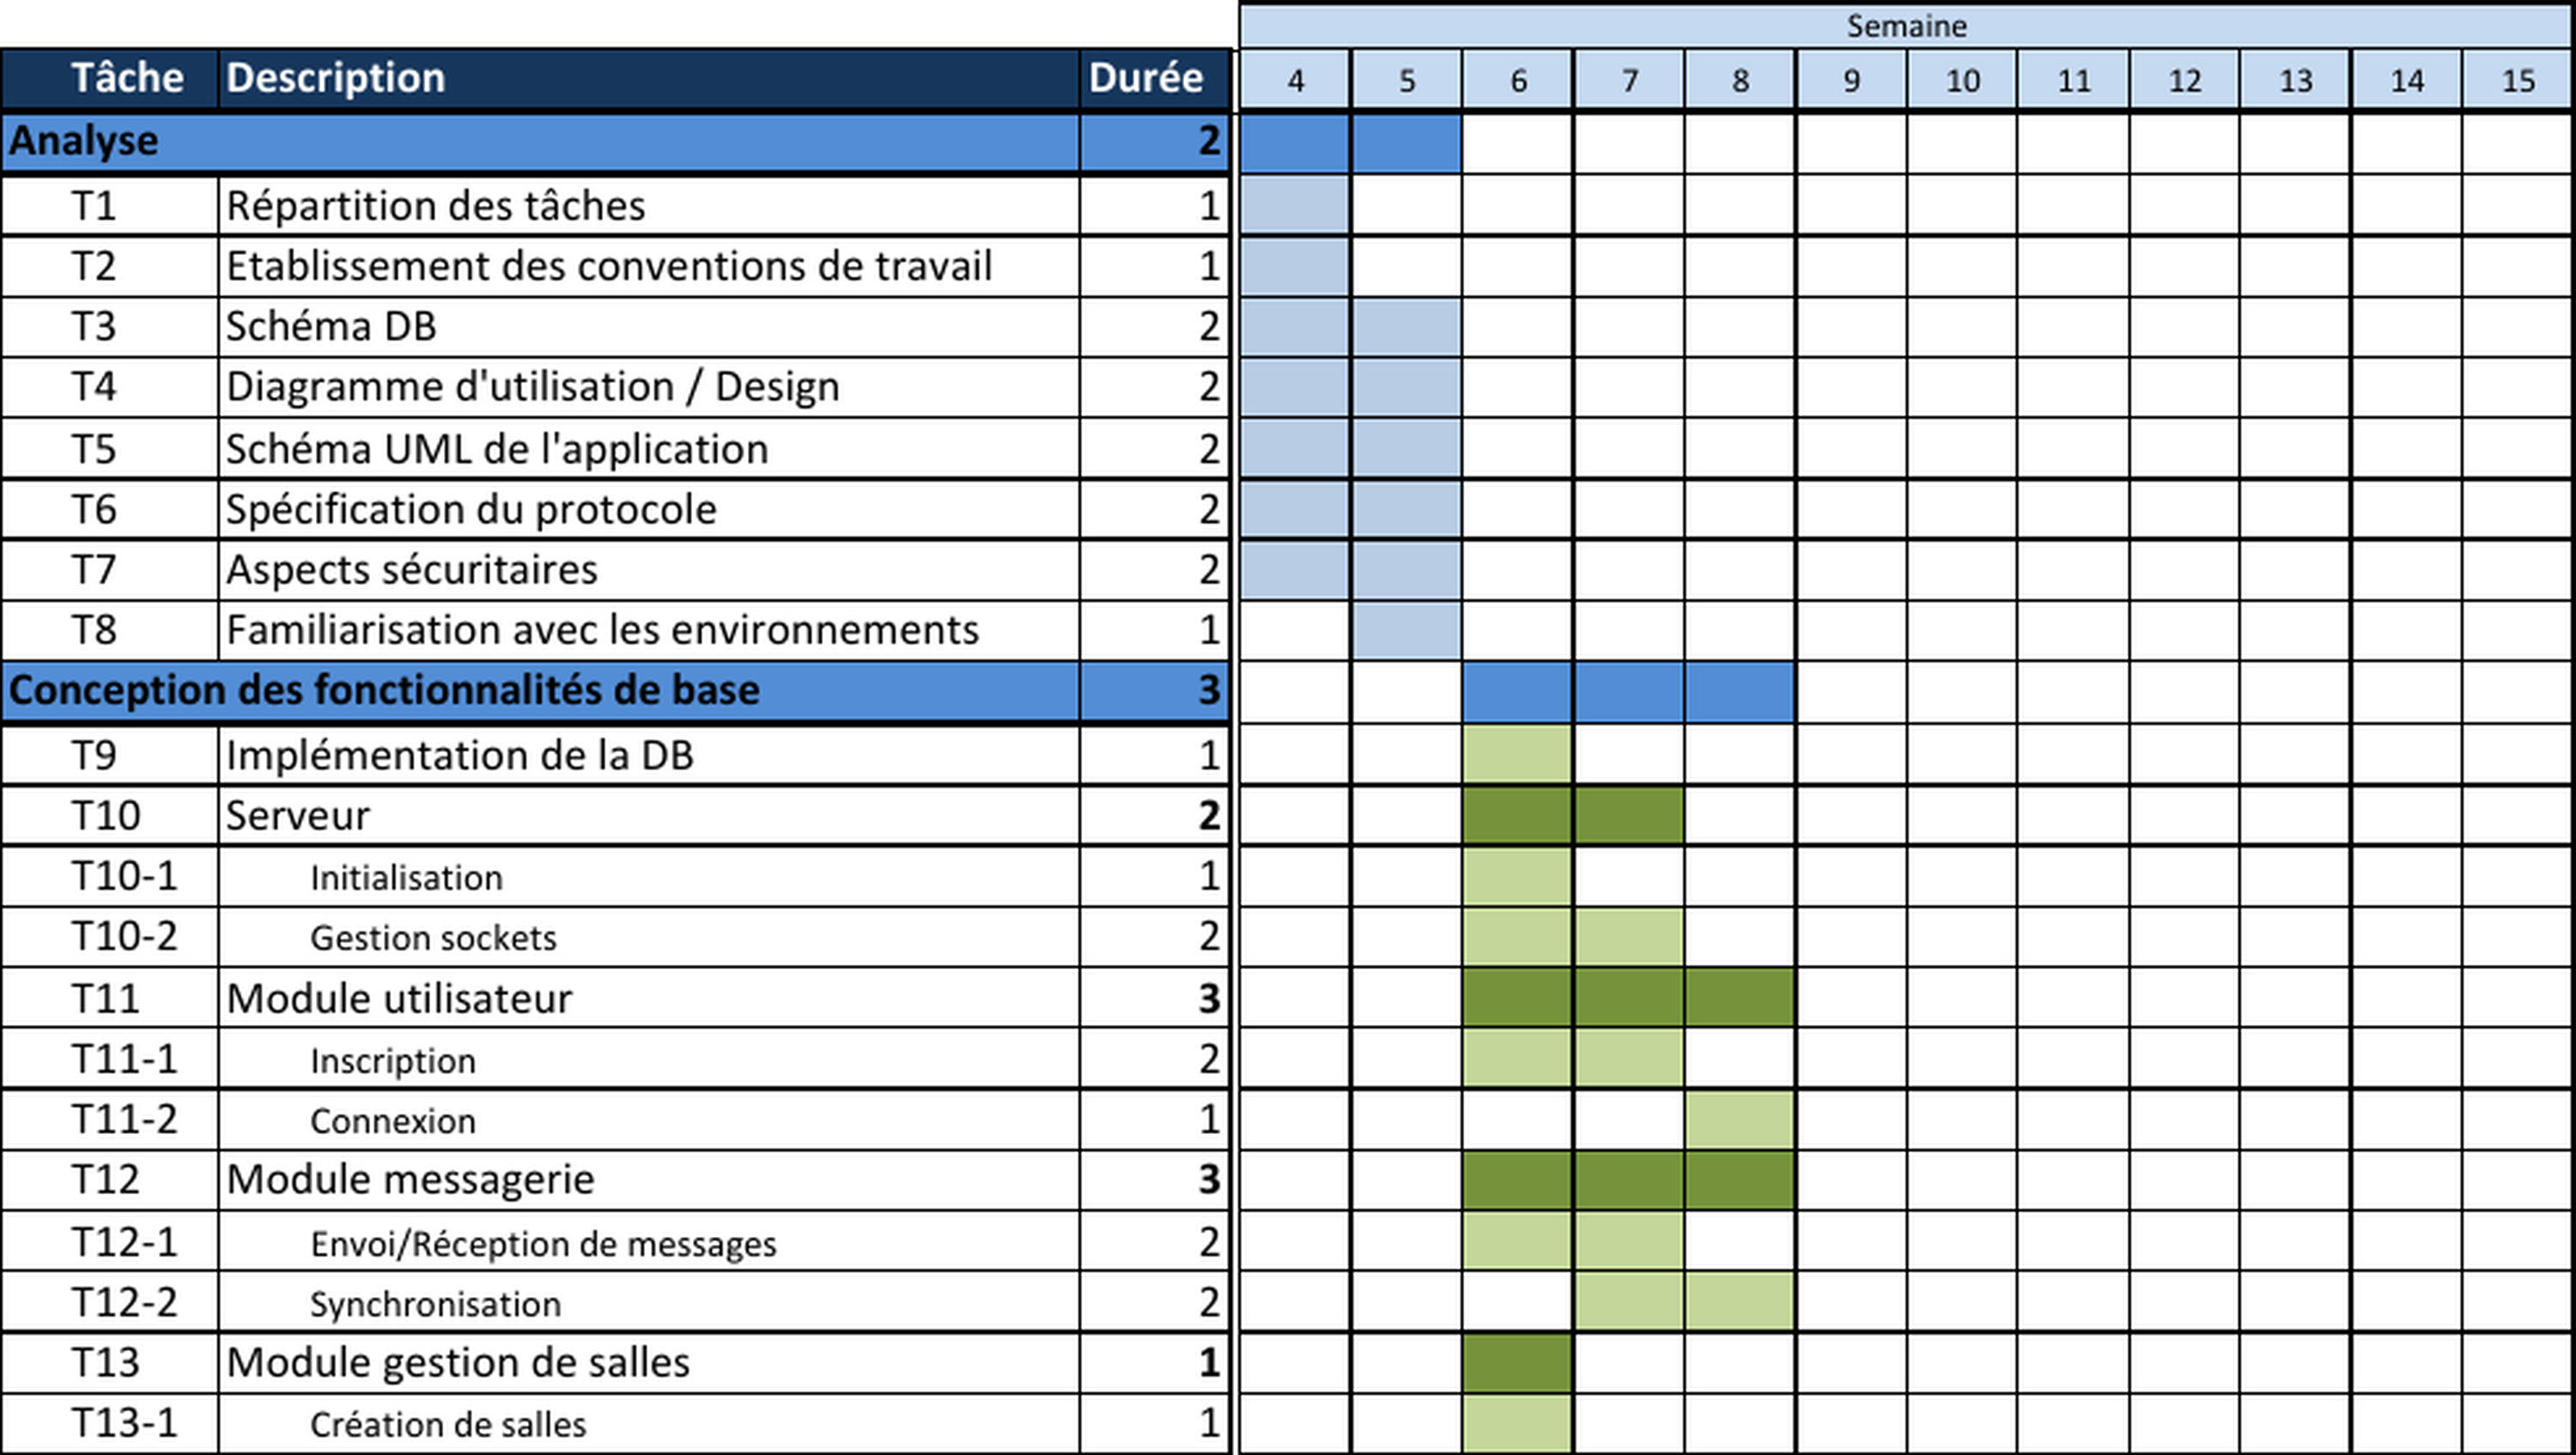 Semaine
Tâche Description Durée 4 5 6 7 8 9 10 11 12 13 14 15
Analyse 2
T1 Répartition des tâches 1
T2 Etablissement des conventions de travail 1
T3 Schéma DB 2
T4 Diagramme d'utilisation / Design 2
T5 Schéma UML de l'application 2
T6 Spécification du protocole 2
T7 Aspects sécuritaires 2
T8 Familiarisation avec les environnements 1
Conception des fonctionnalités de base 3
T9 Implémentation de la DB 1
T10 Serveur 2
T10-1 Initialisation 1
T10-2 Gestion sockets 2
T11 Module utilisateur 3
T11-1 Inscription 2
T11-2 Connexion 1
T12 Module messagerie 3
T12-1 Envoi/Réception de messages 2
T12-2 Synchronisation 2
T13 Module gestion de salles 1
T13-1 Création de salles 1